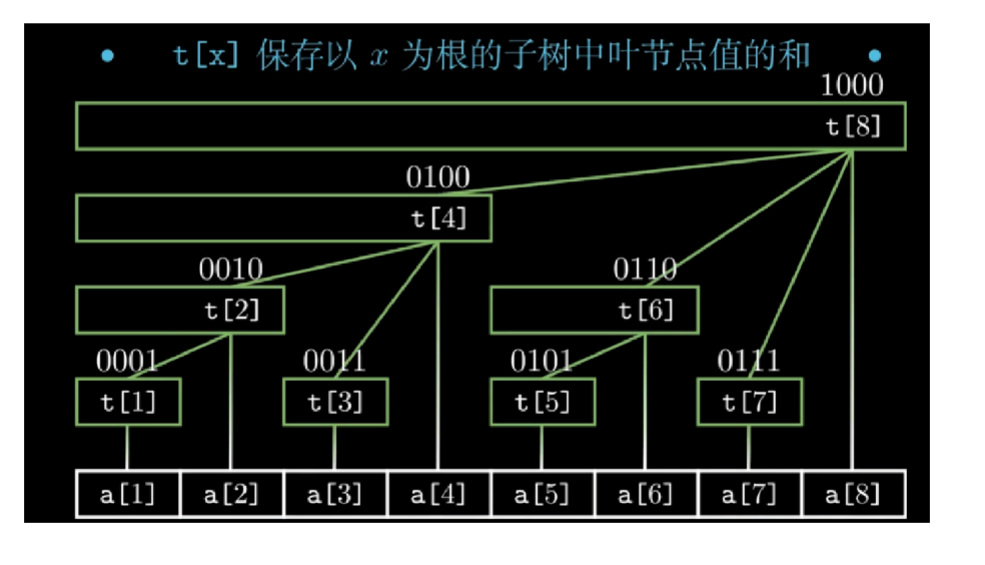 • t[x] 保存以 x 为根的子树中叶节点值的和 •
1000
t[8]
0100
t[4]
0010 0110
t[2] t[6]
0001 0011 0101 0111
t[1] t[3] t[5] t[7]
a[1] a[2] a[3] a[4] a[5] a[6] a[7] a[8]